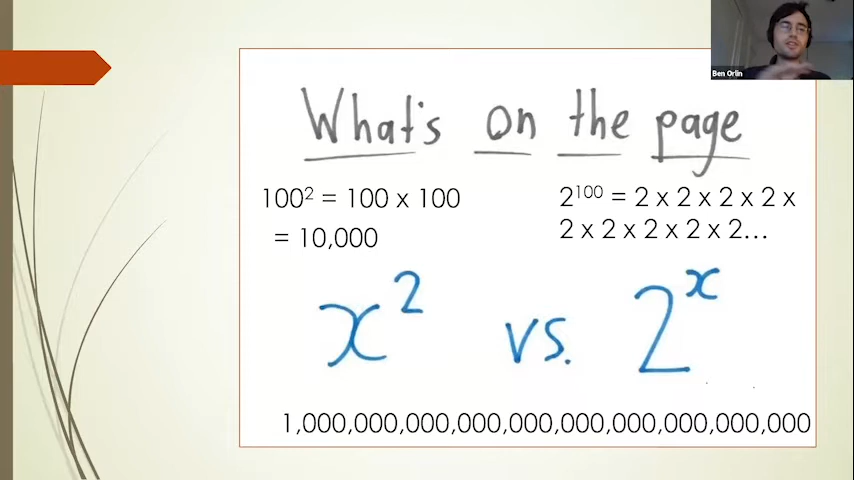 Ben Orlin
What's on the page
100² = 100 x 100
= 10,000
2¹⁰⁰ = 2 x 2 x 2 x 2 x
2 x 2 x 2 x 2 x 2...
x² vs. 2ˣ
1,000,000,000,000,000,000,000,000,000,000